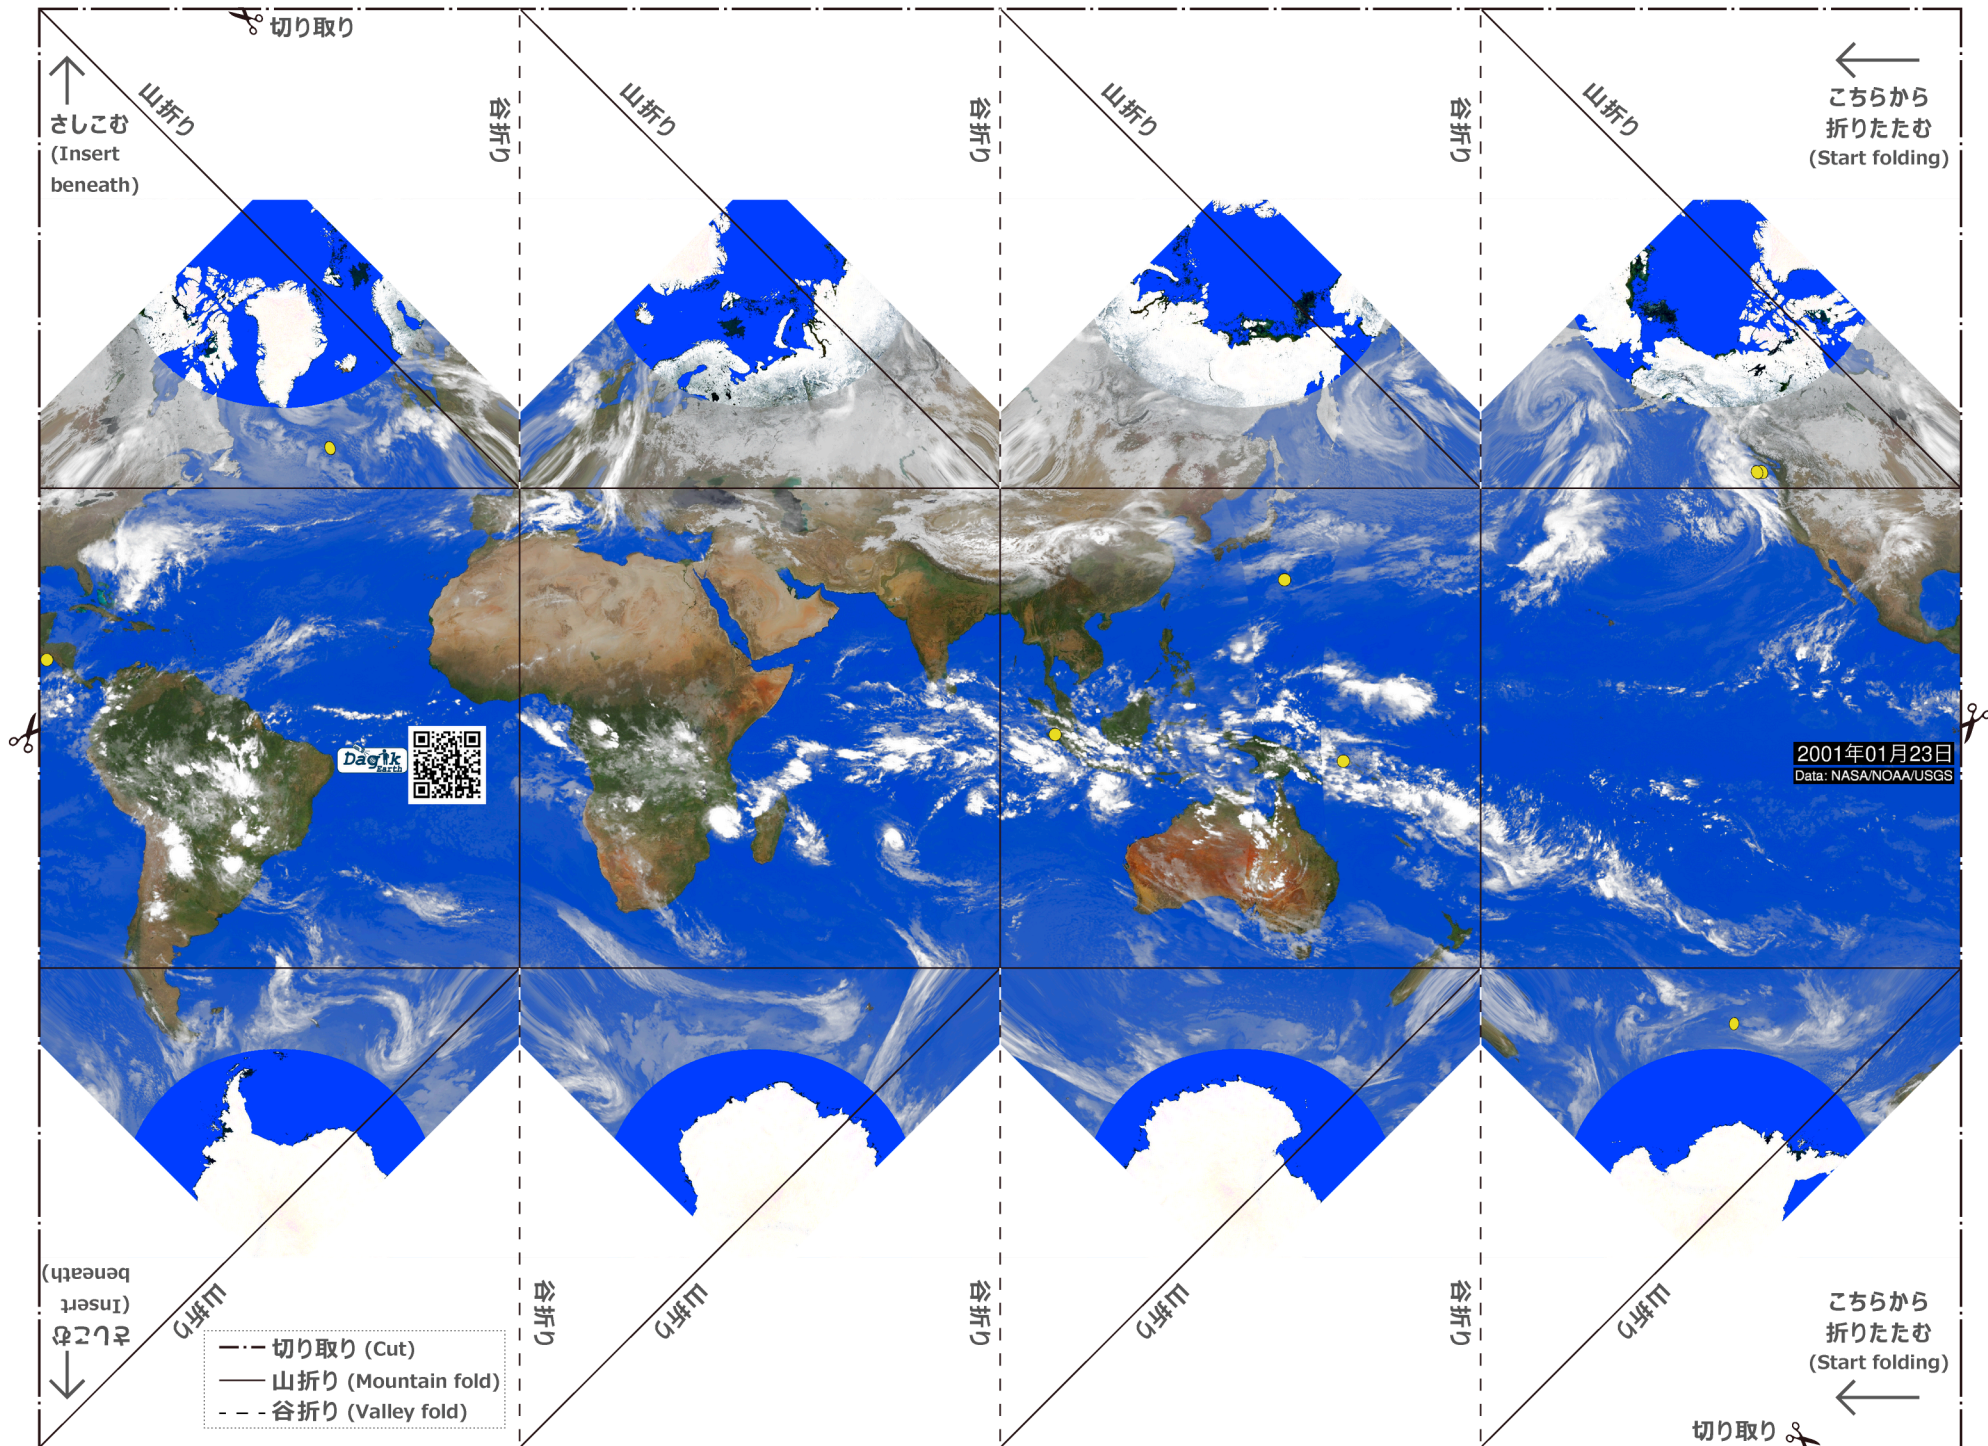 切り取り
さしこむ
(Insert
beneath)
山折り
谷折り
山折り
谷折り
山折り
谷折り
山折り
こちらから
折りたたむ
(Start folding)
Dagik
Earth
2001年01月23日
Data: NASA/NOAA/USGS
さしこむ
(Insert
beneath)
山折り
谷折り
山折り
谷折り
山折り
谷折り
山折り
こちらから
折りたたむ
(Start folding)
切り取り (Cut)
山折り (Mountain fold)
谷折り (Valley fold)
切り取り